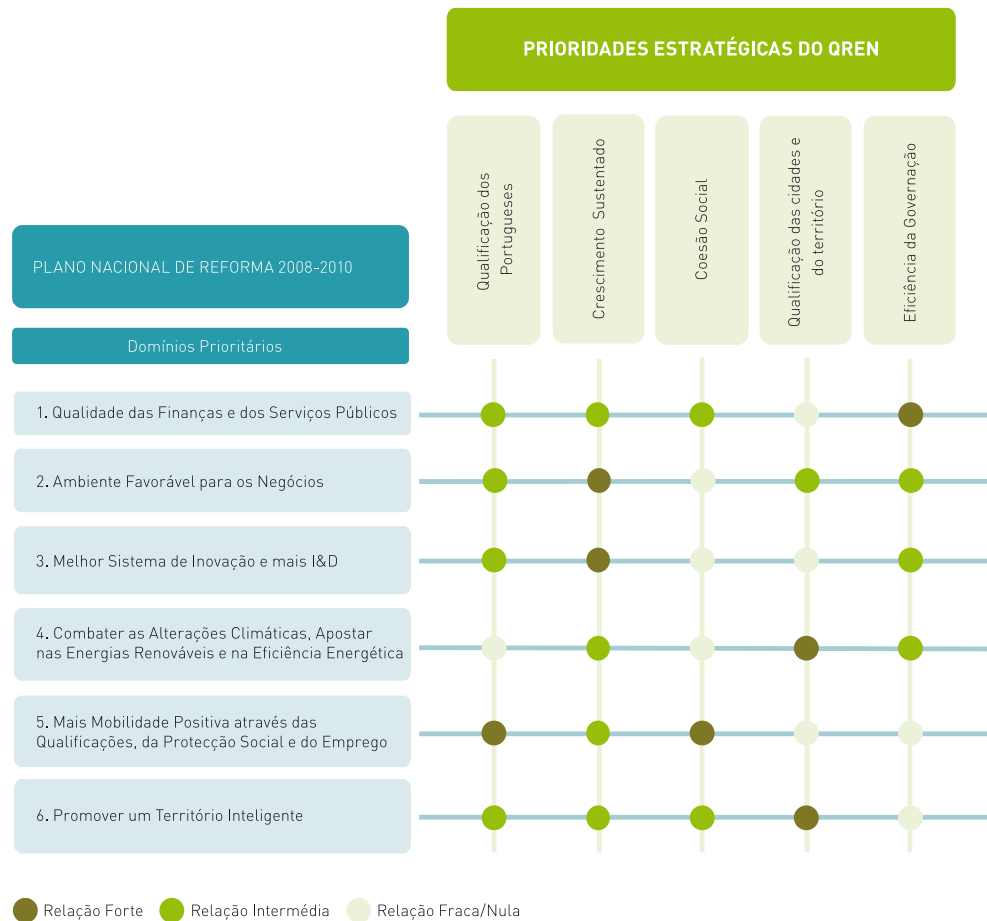 PRIORIDADES ESTRATÉGICAS DO QREN
Qualificação dos
Portugueses
Crescimento Sustentado
Coesão Social
Qualificação das cidades e
do território
Eficiência da Governação
PLANO NACIONAL DE REFORMA 2008-2010
Domínios Prioritários
1. Qualidade das Finanças e dos Serviços Públicos
2. Ambiente Favorável para os Negócios
3. Melhor Sistema de Inovação e mais I&D
4. Combater as Alterações Climáticas, Apostar
nas Energias Renováveis e na Eficiência Energética
5. Mais Mobilidade Positiva através das
Qualificações, da Protecção Social e do Emprego
6. Promover um Território Inteligente
Relação Forte
Relação Intermédia
Relação Fraca/Nula